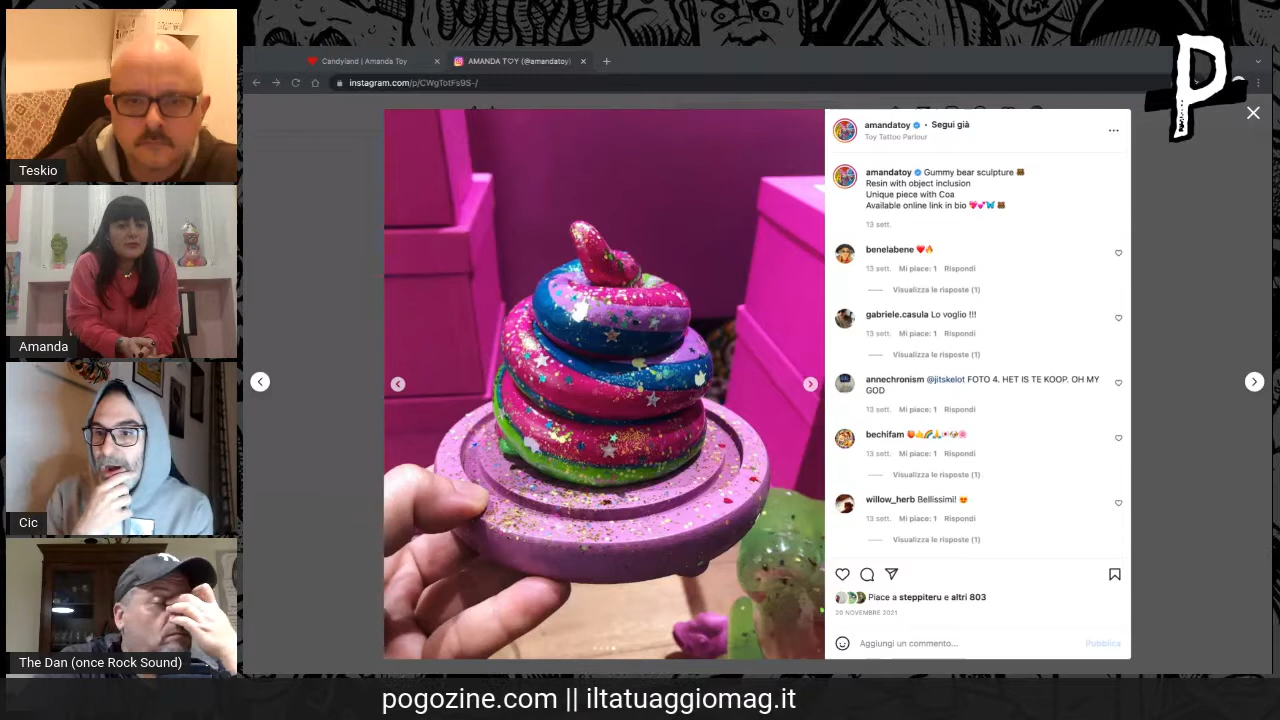 Teskio
Amanda
Cic
The Dan (once Rock Sound)
Candyland | Amanda Toy
AMANDA TOY (@amandatoy)
instagram.com/p/CWgTotFs9S-/
P
amandatoy • Segui già
Toy Tattoo Parlour
amandatoy Gummy bear sculpture 🐻
Resin with object inclusion
Unique piece with Coa
Available online link in bio 💖💕🦋🐻
13 sett.
benelabene ❤️🔥
13 sett. Mi piace: 1 Rispondi
Visualizza le risposte (1)
gabriele.casula Lo voglio !!!
13 sett. Mi piace: 1 Rispondi
Visualizza le risposte (1)
annechronism @jitskelot FOTO 4. HET IS TE KOOP. OH MY
GOD
13 sett. Mi piace: 1 Rispondi
bechifam
13 sett. Mi piace: 1 Rispondi
Visualizza le risposte (1)
willow_herb Bellissimi! 😍
13 sett. Mi piace: 1 Rispondi
Visualizza le risposte (1)
Piace a steppiteru e altri 803
20 NOVEMBRE 2021
Aggiungi un commento... Pubblica
pogozine.com || iltatuaggiomag.it